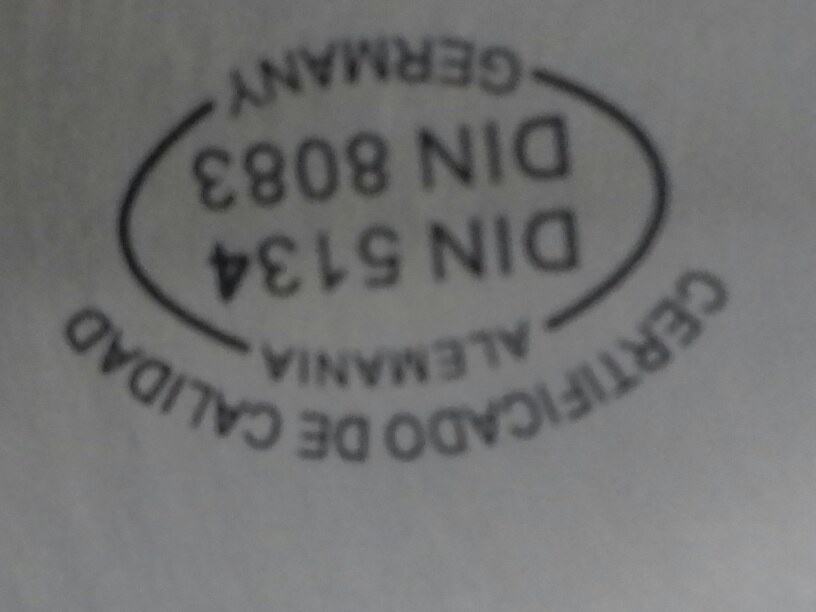 CERTIFICADO DE CALIDAD
ALEMANIA
DIN 5134
DIN 8083
GERMANY